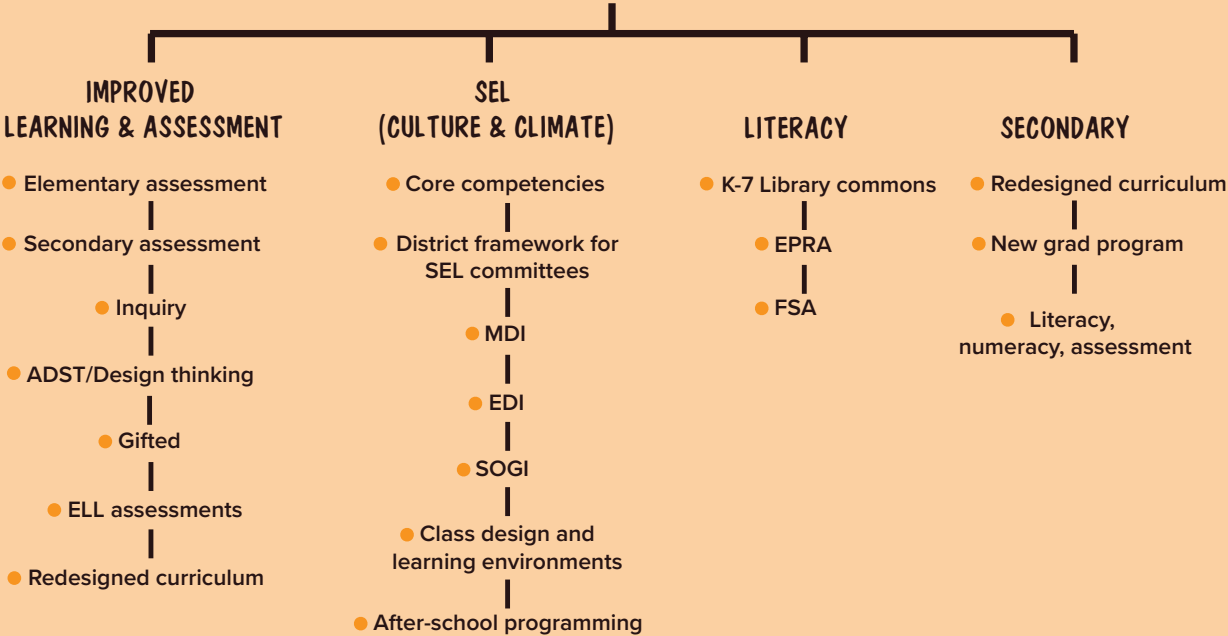 IMPROVED
LEARNING & ASSESSMENT
Elementary assessment
Secondary assessment
Inquiry
ADST/Design thinking
Gifted
ELL assessments
Redesigned curriculum
SEL
(CULTURE & CLIMATE)
Core competencies
District framework for
SEL committees
MDI
EDI
SOGI
Class design and
learning environments
After-school programming
LITERACY
K-7 Library commons
EPRA
FSA
SECONDARY
Redesigned curriculum
New grad program
Literacy,
numeracy, assessment